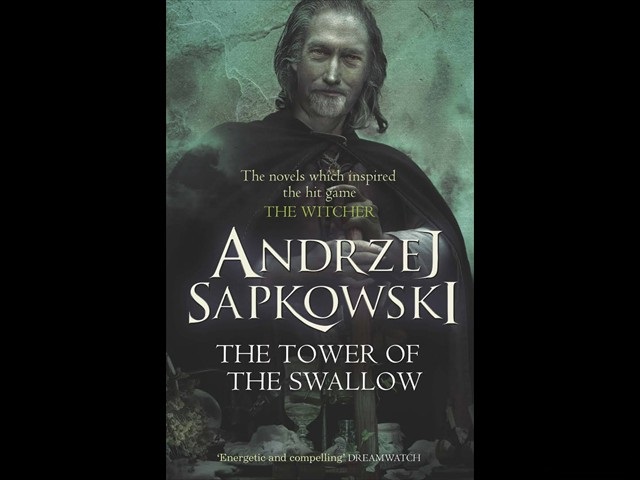 The novels which inspired
the hit game
THE WITCHER
ANDRZEJ
SAPKOWSKI
THE TOWER OF
THE SWALLOW
'Energetic and compelling' DREAMWATCH